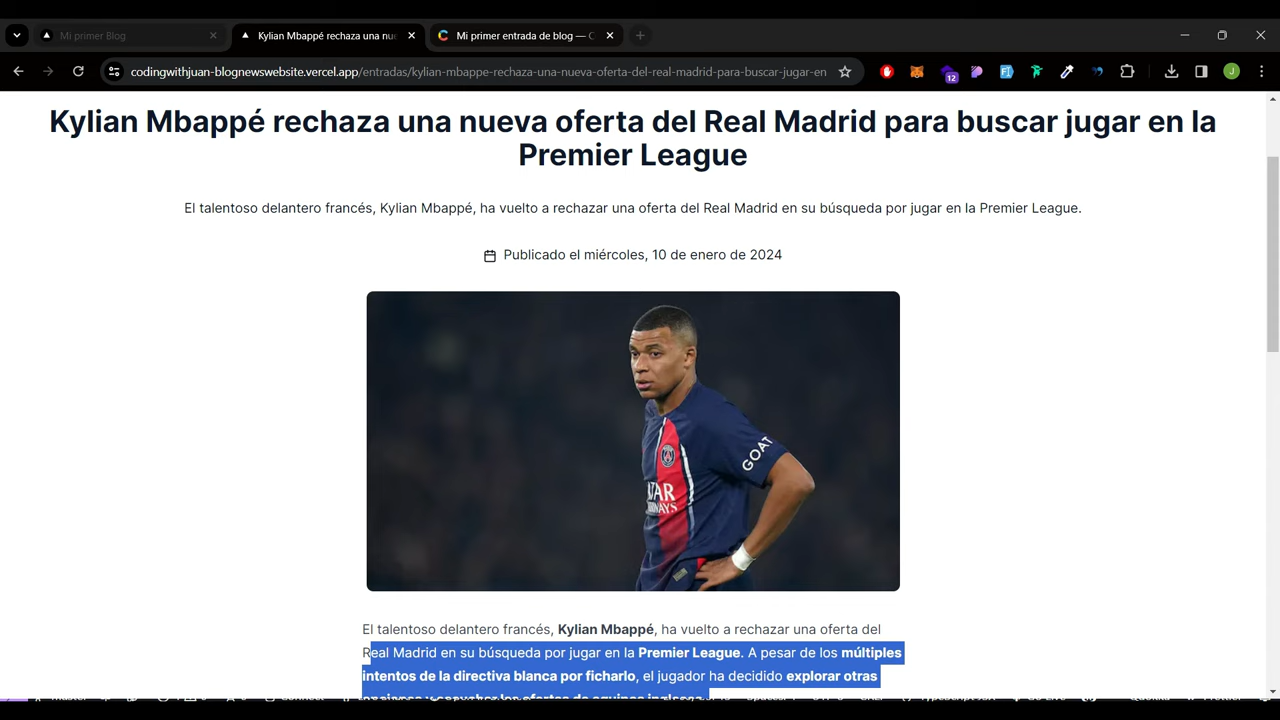 Mi primer Blog
Kylian Mbappé rechaza una nue
Mi primer entrada de blog — C
codingwithjuan-blognewswebsite.vercel.app/entradas/kylian-mbappe-rechaza-una-nueva-oferta-del-real-madrid-para-buscar-jugar-en
12
J
Kylian Mbappé rechaza una nueva oferta del Real Madrid para buscar jugar en la
Premier League
El talentoso delantero francés, Kylian Mbappé, ha vuelto a rechazar una oferta del Real Madrid en su búsqueda por jugar en la Premier League.
Publicado el miércoles, 10 de enero de 2024
GOAT
El talentoso delantero francés, Kylian Mbappé, ha vuelto a rechazar una oferta del
Real Madrid en su búsqueda por jugar en la Premier League. A pesar de los múltiples
intentos de la directiva blanca por ficharlo, el jugador ha decidido explorar otras